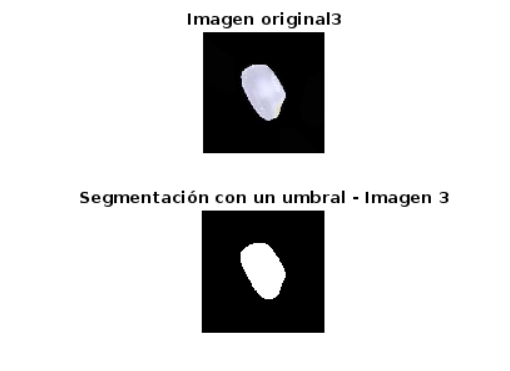 Imagen original3
Segmentación con un umbral - Imagen 3